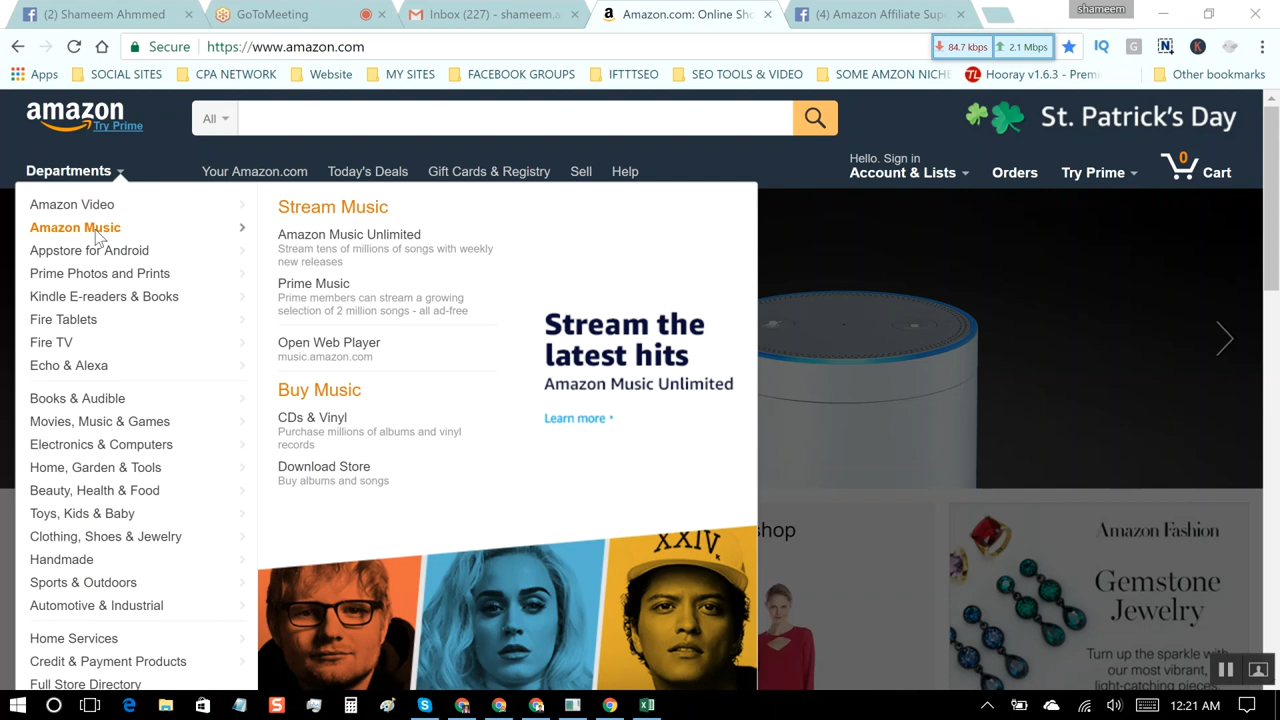 (2) Shameem Ahmmed
GoToMeeting
Inbox (227) - shameem.a
Amazon.com: Online Sho
(4) Amazon Affiliate Sup
shameem
Secure
https://www.amazon.com
84.7 kbps
2.1 Mbps
IQ
G
N
K
Apps
SOCIAL SITES
CPA NETWORK
Website
MY SITES
FACEBOOK GROUPS
IFTTTSEO
SEO TOOLS & VIDEO
SOME AMZON NICHE
TL
Hooray v1.6.3 - Premi
Other bookmarks
amazon
Try Prime
All
St. Patrick's Day
Departments
Your Amazon.com
Today's Deals
Gift Cards & Registry
Sell
Help
Hello. Sign in
Account & Lists
Orders
Try Prime
0
Cart
Amazon Video
Amazon Music
Appstore for Android
Prime Photos and Prints
Kindle E-readers & Books
Fire Tablets
Fire TV
Echo & Alexa
Books & Audible
Movies, Music & Games
Electronics & Computers
Home, Garden & Tools
Beauty, Health & Food
Toys, Kids & Baby
Clothing, Shoes & Jewelry
Handmade
Sports & Outdoors
Automotive & Industrial
Home Services
Credit & Payment Products
Full Store Directory
Stream Music
Amazon Music Unlimited
Stream tens of millions of songs with weekly
new releases
Prime Music
Prime members can stream a growing
selection of 2 million songs - all ad-free
Open Web Player
music.amazon.com
Buy Music
CDs & Vinyl
Purchase millions of albums and vinyl
records
Download Store
Buy albums and songs
Stream the
latest hits
Amazon Music Unlimited
Learn more
XXIV
shop
Amazon Fashion
Gemstone
Jewelry
Turn up the sparkle with
our most vibrant,
light-catching pieces
12:21 AM